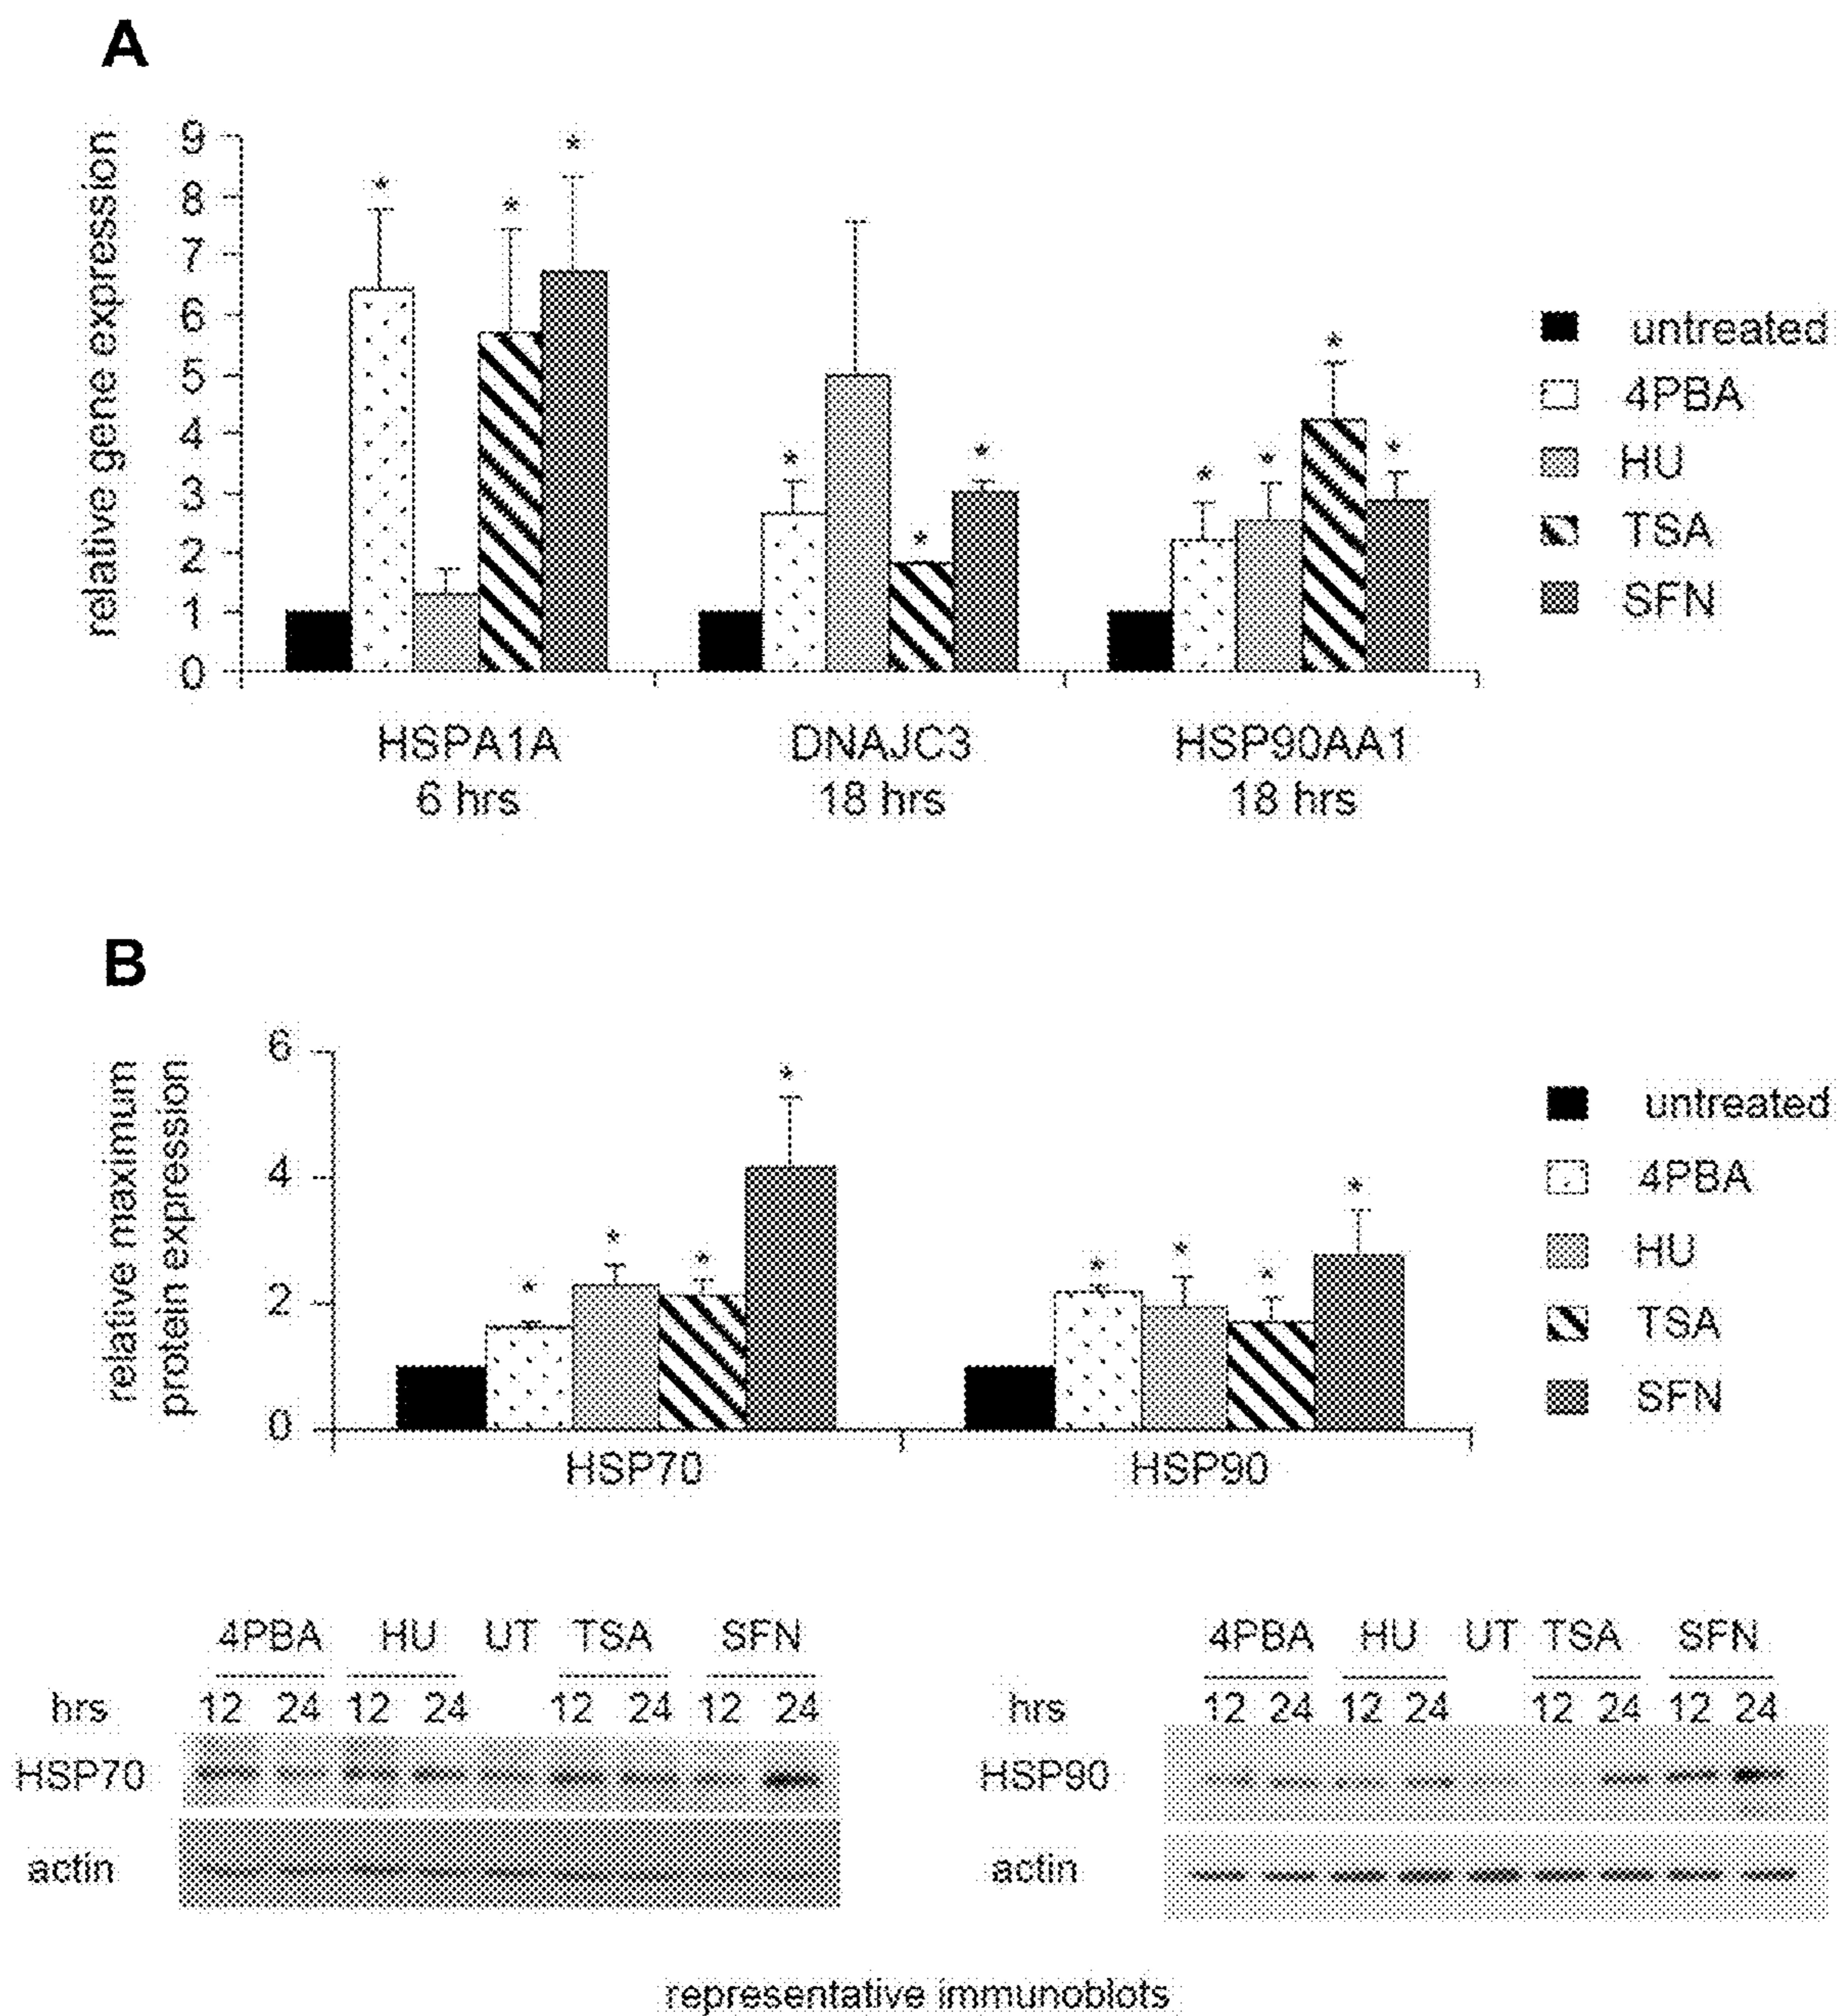 A
relative gene expression
9
8
7
6
5
4
3
2
1
0
* * * * * * * * * *
untreated
4PBA
HU
TSA
SFN
HSPA1A DNAJC3 HSP90AA1
6 hrs 18 hrs 18 hrs
B
relative maximum
protein expression
6
4
2
0
* * * * * * * *
untreated
4PBA
HU
TSA
SFN
HSP70 HSP90
4PBA HU UT TSA SFN
hrs 12 24 12 24 12 24 12 24
HSP70
actin
4PBA HU UT TSA SFN
hrs 12 24 12 24 12 24 12 24
HSP90
actin
representative immunoblots